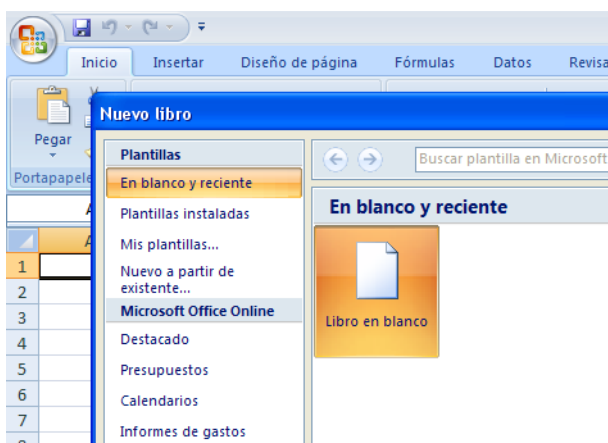 Inicio Insertar Diseño de página Fórmulas Datos Revisa
Pegar
Portapapele
Nuevo libro
Plantillas
En blanco y reciente
Plantillas instaladas
Mis plantillas...
Nuevo a partir de
existente...
Microsoft Office Online
Destacado
Presupuestos
Calendarios
Informes de gastos
Buscar plantilla en Microsoft
En blanco y reciente
Libro en blanco
A
1
2
3
4
5
6
7